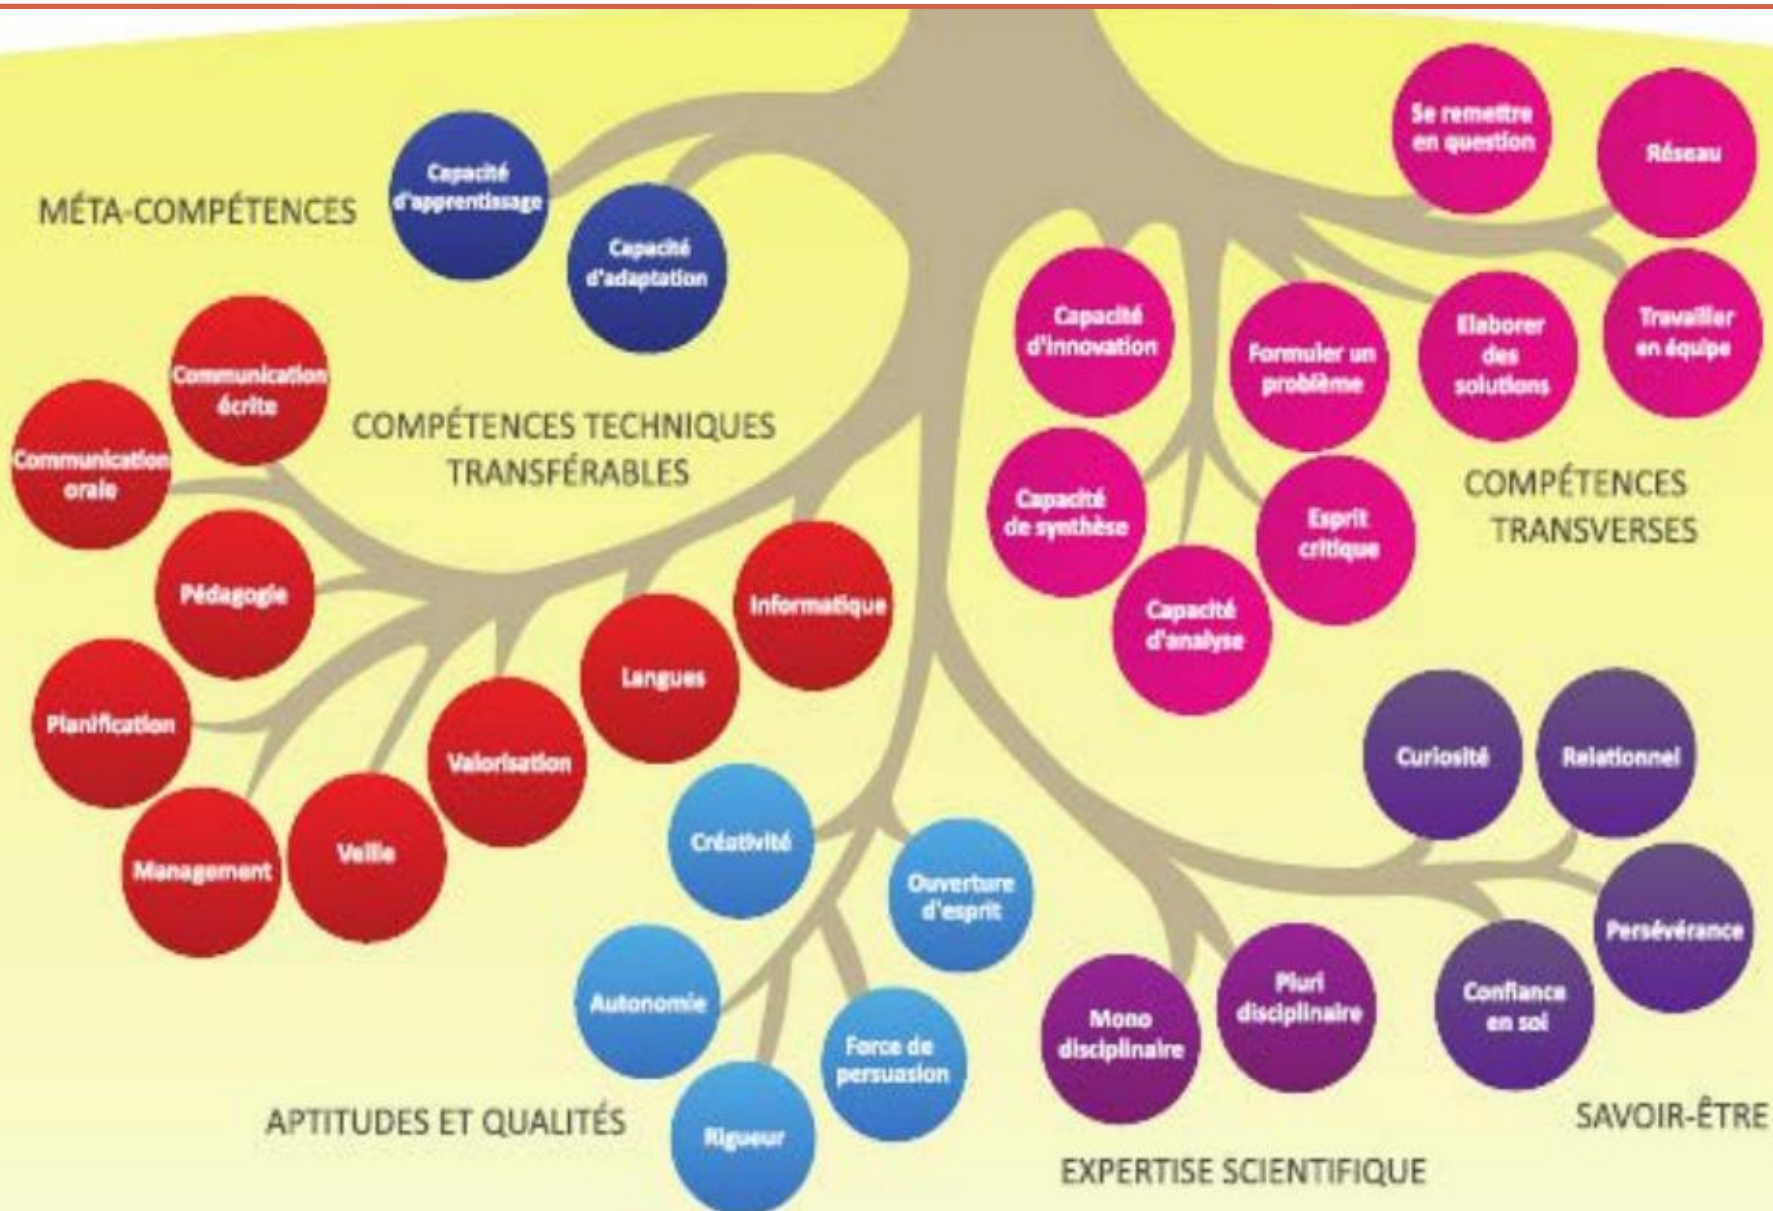 MÉTA-COMPÉTENCES
Capacité
d'apprentissage
Capacité
d'adaptation
Se remettre
en question
Réseau
Capacité
d'innovation
Formuler un
problème
Elaborer
des
solutions
Travailler
en équipe
Capacité
de synthèse
Esprit
critique
Capacité
d'analyse
COMPÉTENCES
TRANSVERSES
Communication
écrite
Communication
orale
COMPÉTENCES TECHNIQUES
TRANSFÉRABLES
Pédagogie
Planification
Management
Veille
Valorisation
Langues
Informatique
Créativité
Ouverture
d'esprit
Autonomie
Force de
persuasion
Rigueur
APTITUDES ET QUALITÉS
Mono
disciplinaire
Pluri
disciplinaire
EXPERTISE SCIENTIFIQUE
Curiosité
Relationnel
Persévérance
Confiance
en soi
SAVOIR-ÊTRE